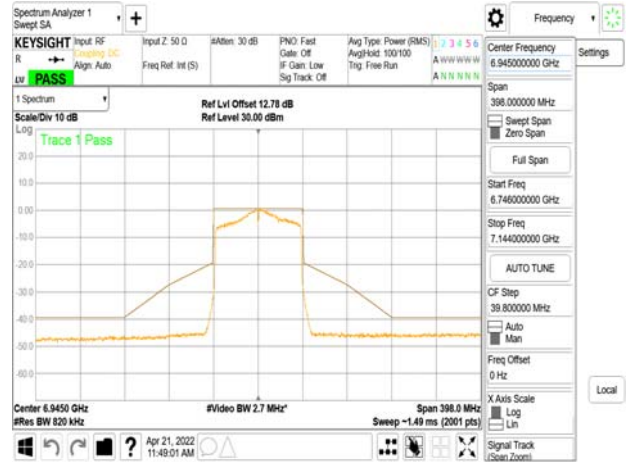 Spectrum Analyzer 1
Swept SA
Frequency
KEYSIGHT
Input: RF
Coupling: DC
Align: Auto
Input Z: 50 Ω
Freq Ref: Int (S)
#Atten: 30 dB
PNO: Fast
Gate: Off
IF Gain: Low
Sig Track: Off
Avg Type: Power (RMS)
Avg|Hold: 100/100
Trig: Free Run
1 2 3 4 5 6
A W W W W W
A N N N N N
R
LV PASS
1 Spectrum
Scale/Div 10 dB
Ref Lvl Offset 12.78 dB
Ref Level 30.00 dBm
Log
Trace 1 Pass
20.0
10.0
0.00
-10.0
-20.0
-30.0
-40.0
-50.0
-60.0
Center 6.9450 GHz
#Res BW 820 kHz
#Video BW 2.7 MHz*
Span 398.0 MHz
Sweep ~1.49 ms (2001 pts)
Apr 21, 2022
11:49:01 AM
Center Frequency
6.945000000 GHz
Settings
Span
398.000000 MHz
Swept Span
Zero Span
Full Span
Start Freq
6.746000000 GHz
Stop Freq
7.144000000 GHz
AUTO TUNE
CF Step
39.800000 MHz
Auto
Man
Freq Offset
0 Hz
X Axis Scale
Log
Lin
Local
Signal Track
(Span Zoom)